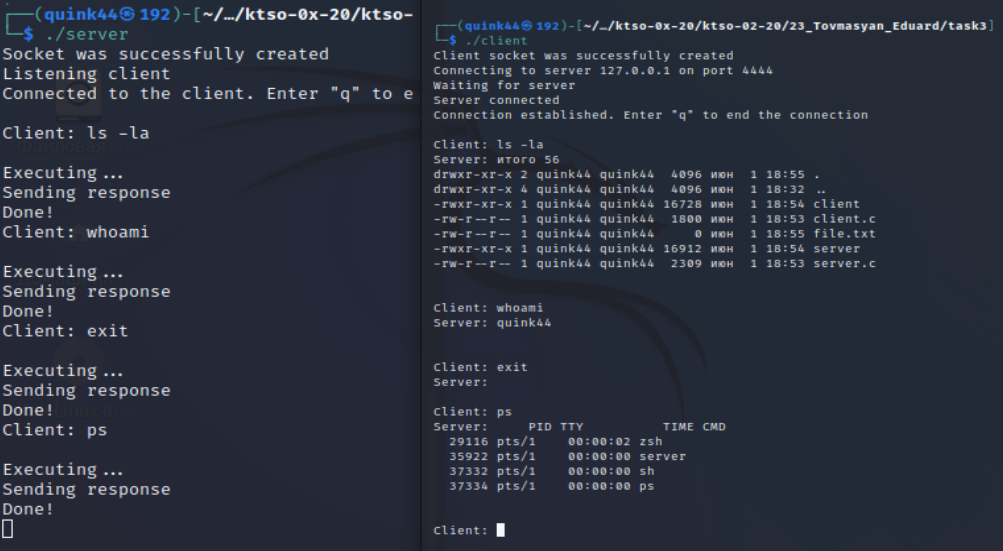 ┌──(quink44㉿192)-[~/…/ktso-0x-20/ktso-
└─$ ./server
Socket was successfully created
Listening client
Connected to the client. Enter "q" to e

Client: ls -la

Executing...
Sending response
Done!
Client: whoami

Executing...
Sending response
Done!
Client: exit

Executing...
Sending response
Done!
Client: ps

Executing...
Sending response
Done!

┌──(quink44㉿192)-[~/…/ktso-0x-20/ktso-02-20/23_Tovmasyan_Eduard/task3]
└─$ ./client
Client socket was successfully created
Connecting to server 127.0.0.1 on port 4444
Waiting for server
Server connected
Connection established. Enter "q" to end the connection

Client: ls -la
Server: итого 56
drwxr-xr-x 2 quink44 quink44  4096 июн  1 18:55 .
drwxr-xr-x 4 quink44 quink44  4096 июн  1 18:32 ..
-rwxr-xr-x 1 quink44 quink44 16728 июн  1 18:54 client
-rw-r--r-- 1 quink44 quink44  1800 июн  1 18:53 client.c
-rw-r--r-- 1 quink44 quink44     0 июн  1 18:55 file.txt
-rwxr-xr-x 1 quink44 quink44 16912 июн  1 18:54 server
-rw-r--r-- 1 quink44 quink44  2309 июн  1 18:53 server.c

Client: whoami
Server: quink44

Client: exit
Server:

Client: ps
Server:     PID TTY          TIME CMD
  29116 pts/1    00:00:02 zsh
  35922 pts/1    00:00:00 server
  37332 pts/1    00:00:00 sh
  37334 pts/1    00:00:00 ps

Client: